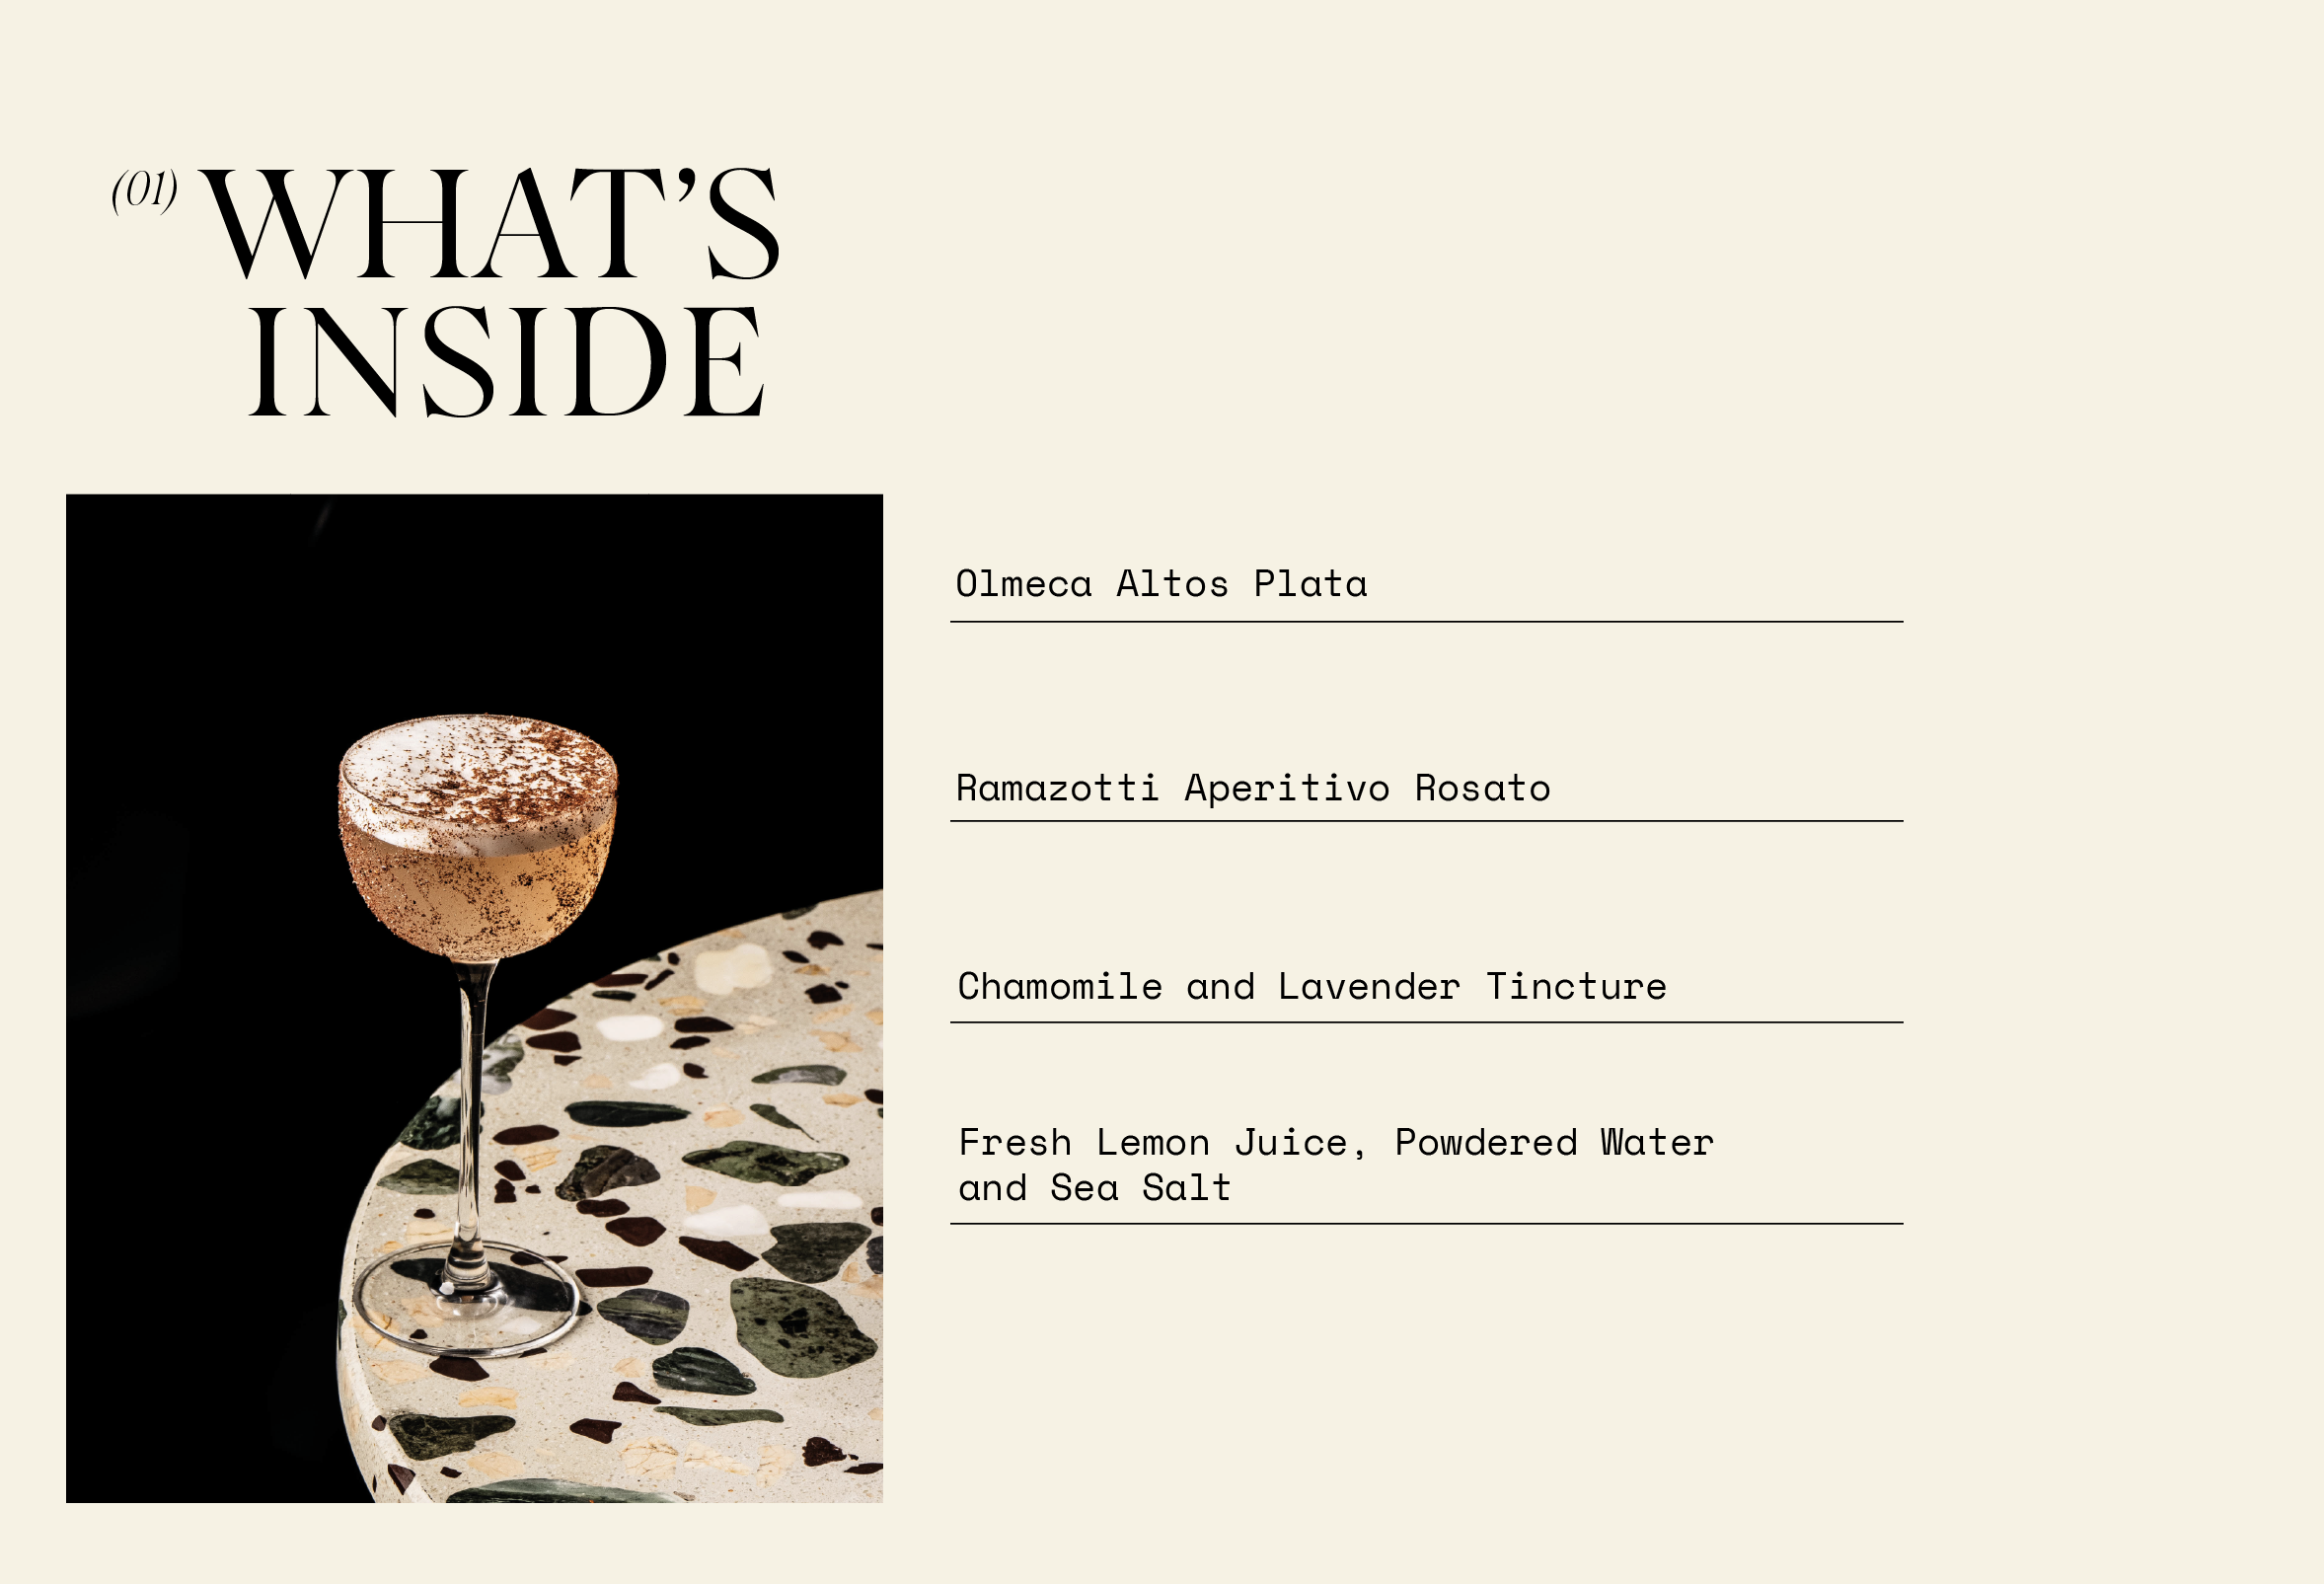 (01) WHAT’S
INSIDE
Olmeca Altos Plata
Ramazotti Aperitivo Rosato
Chamomile and Lavender Tincture
Fresh Lemon Juice, Powdered Water
and Sea Salt